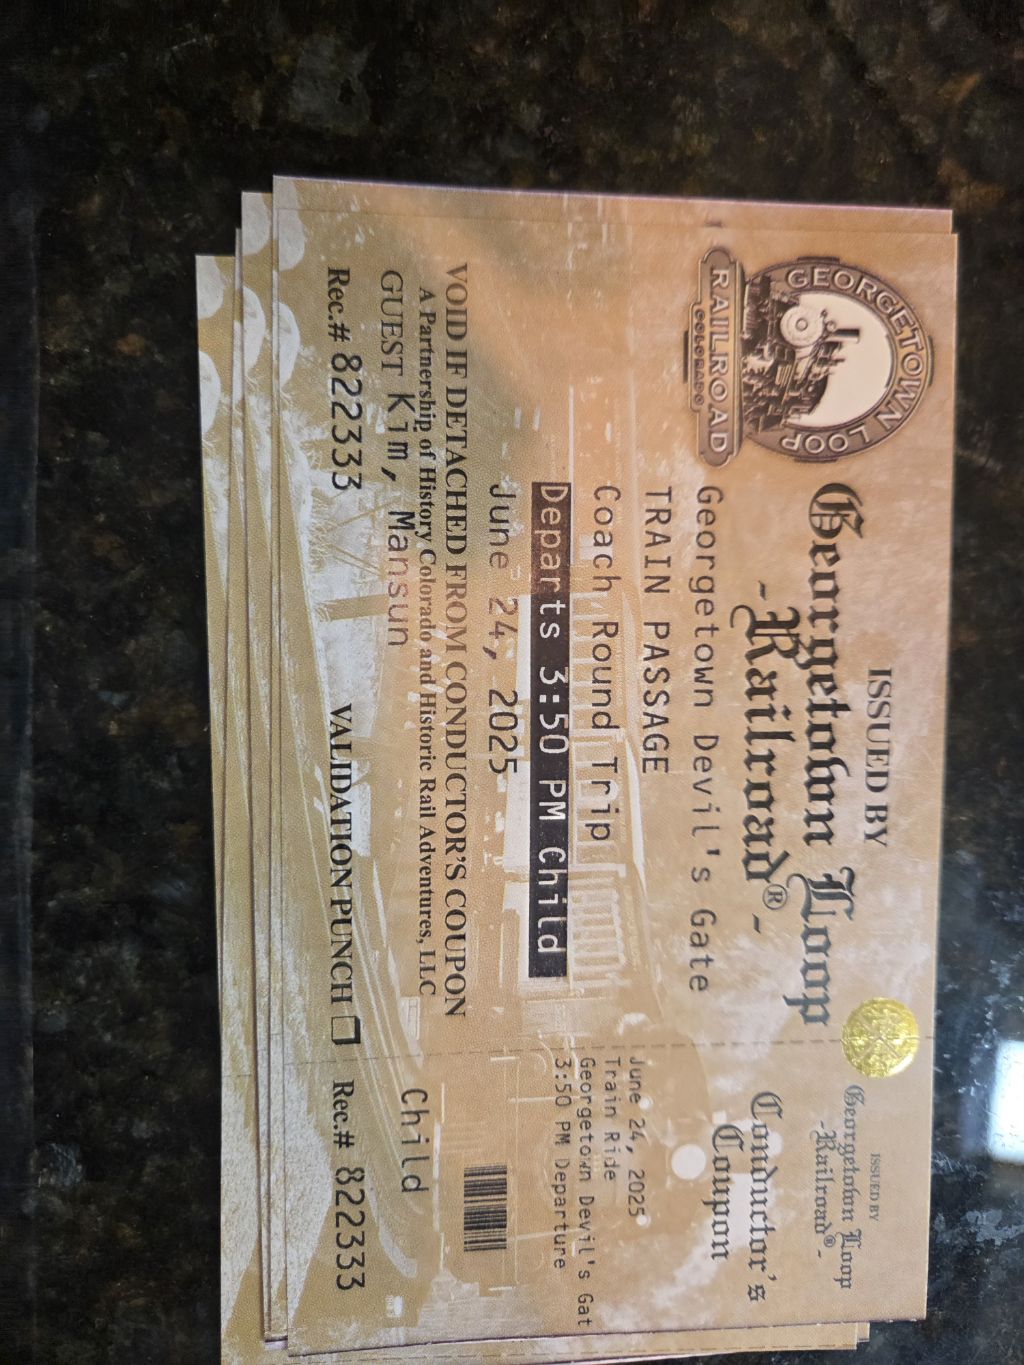 GEORGETOWN LOOP
RAILROAD
COLORADO
ISSUED BY
Georgetown Loop
-Railroad®-
Georgetown Devil's Gate
TRAIN PASSAGE
Coach Round Trip
Departs 3:50 PM Child
June 24, 2025
VOID IF DETACHED FROM CONDUCTOR'S COUPON
A Partnership of History Colorado and Historic Rail Adventures, LLC
GUEST Kim, Mansun
Rec.# 822333 VALIDATION PUNCH
ISSUED BY
Georgetown Loop
-Railroad®-
Conductor's
Coupon
June 24, 2025
Train Ride
Georgetown Devil's Gat
3:50 PM Departure
Child
Rec.# 822333